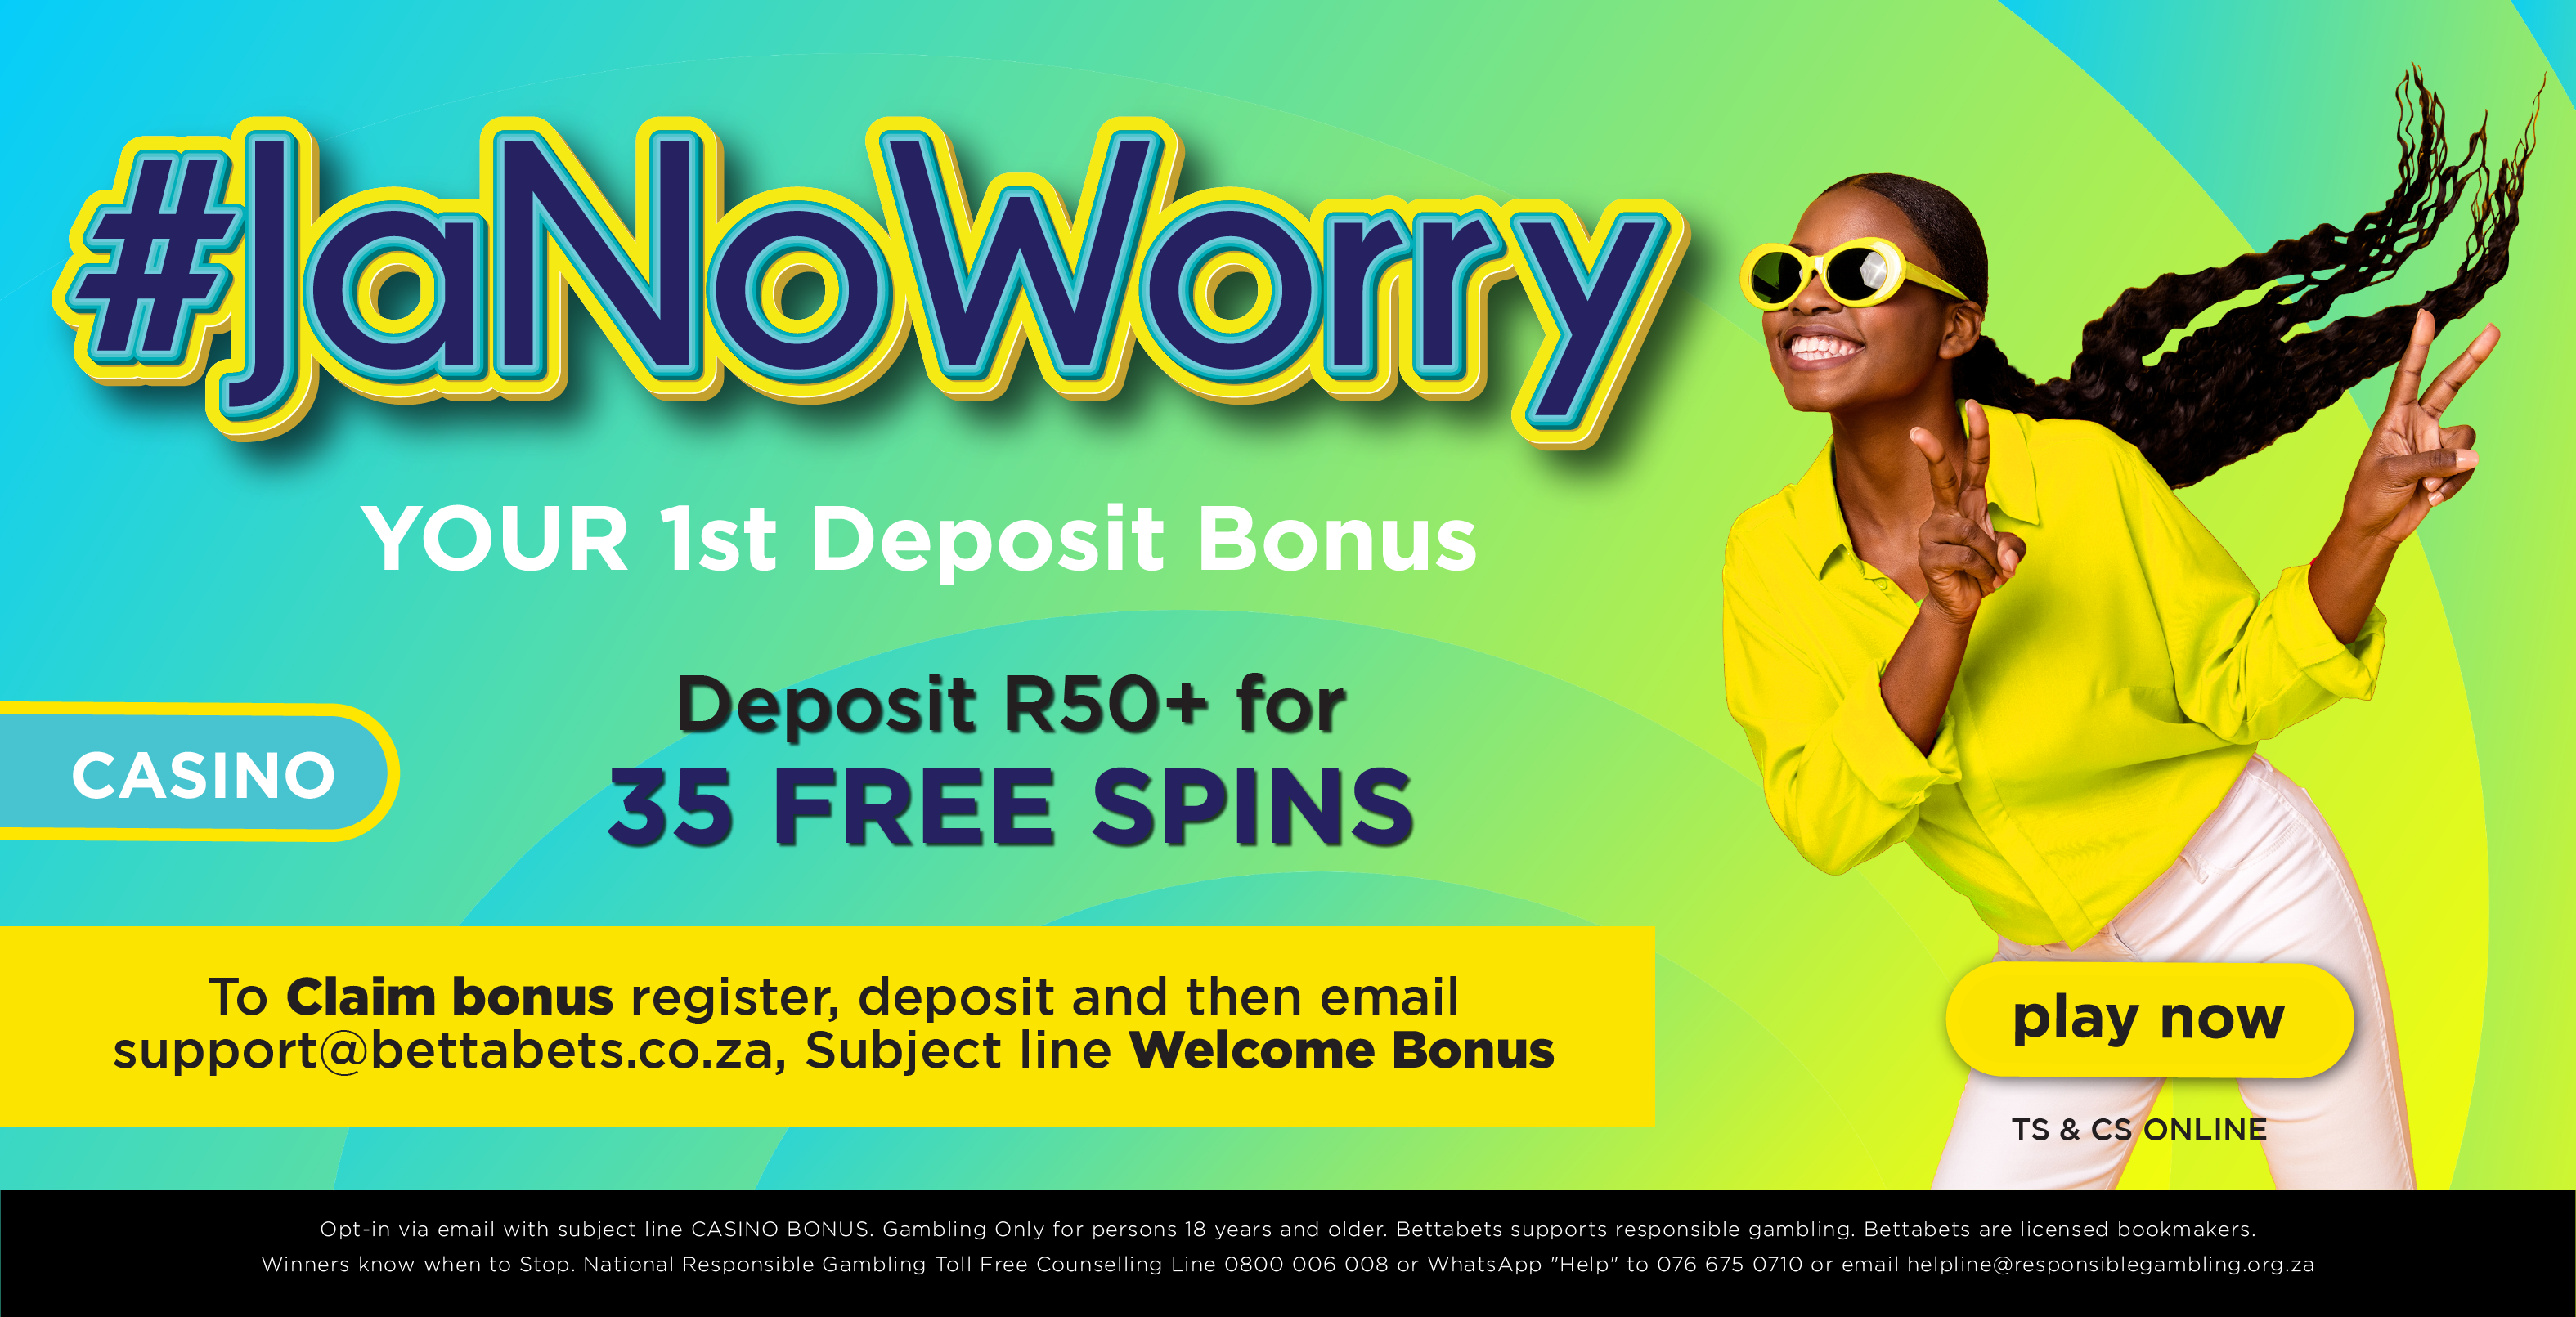 #JaNoWorry
YOUR 1st Deposit Bonus
Deposit R50+ for
35 FREE SPINS
CASINO
To Claim bonus register, deposit and then email
support@bettabets.co.za, Subject line Welcome Bonus
play now
TS & CS ONLINE
Opt-in via email with subject line CASINO BONUS. Gambling Only for persons 18 years and older. Bettabets supports responsible gambling. Bettabets are licensed bookmakers.
Winners know when to Stop. National Responsible Gambling Toll Free Counselling Line 0800 006 008 or WhatsApp "Help" to 076 675 0710 or email helpline@responsiblegambling.org.za